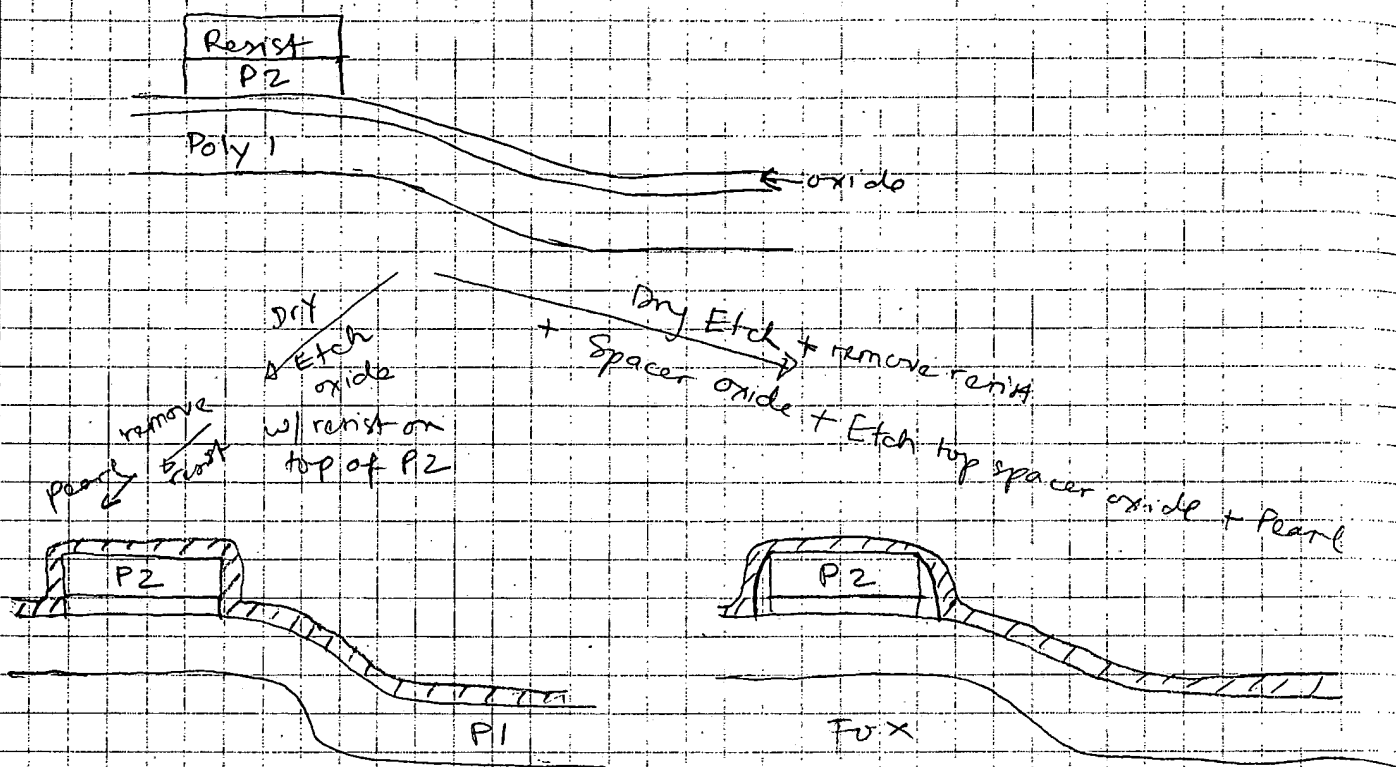 Resist
P2
Poly 1
← oxide
Dry
Etch
oxide
w/ resist on
top of P2
remove
resist
pearl
Dry Etch + remove resist
+ Spacer oxide + Etch top spacer oxide + Pearl
P2
P1
P2
Fox